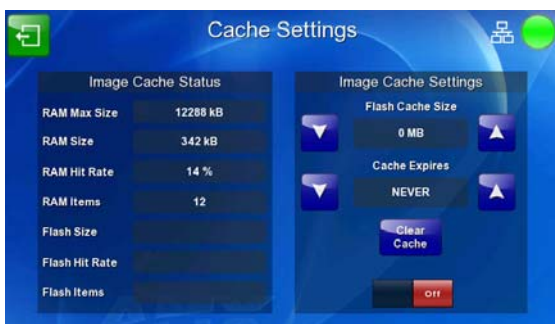 Cache Settings
Image Cache Status
RAM Max Size 12288 kB
RAM Size 342 kB
RAM Hit Rate 14 %
RAM Items 12
Flash Size
Flash Hit Rate
Flash Items
Image Cache Settings
Flash Cache Size
0 MB
Cache Expires
NEVER
Clear
Cache
Off